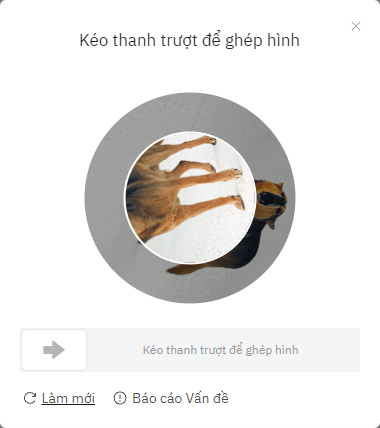 Kéo thanh trượt để ghép hình
Kéo thanh trượt để ghép hình
Làm mới
Báo cáo Vấn đề